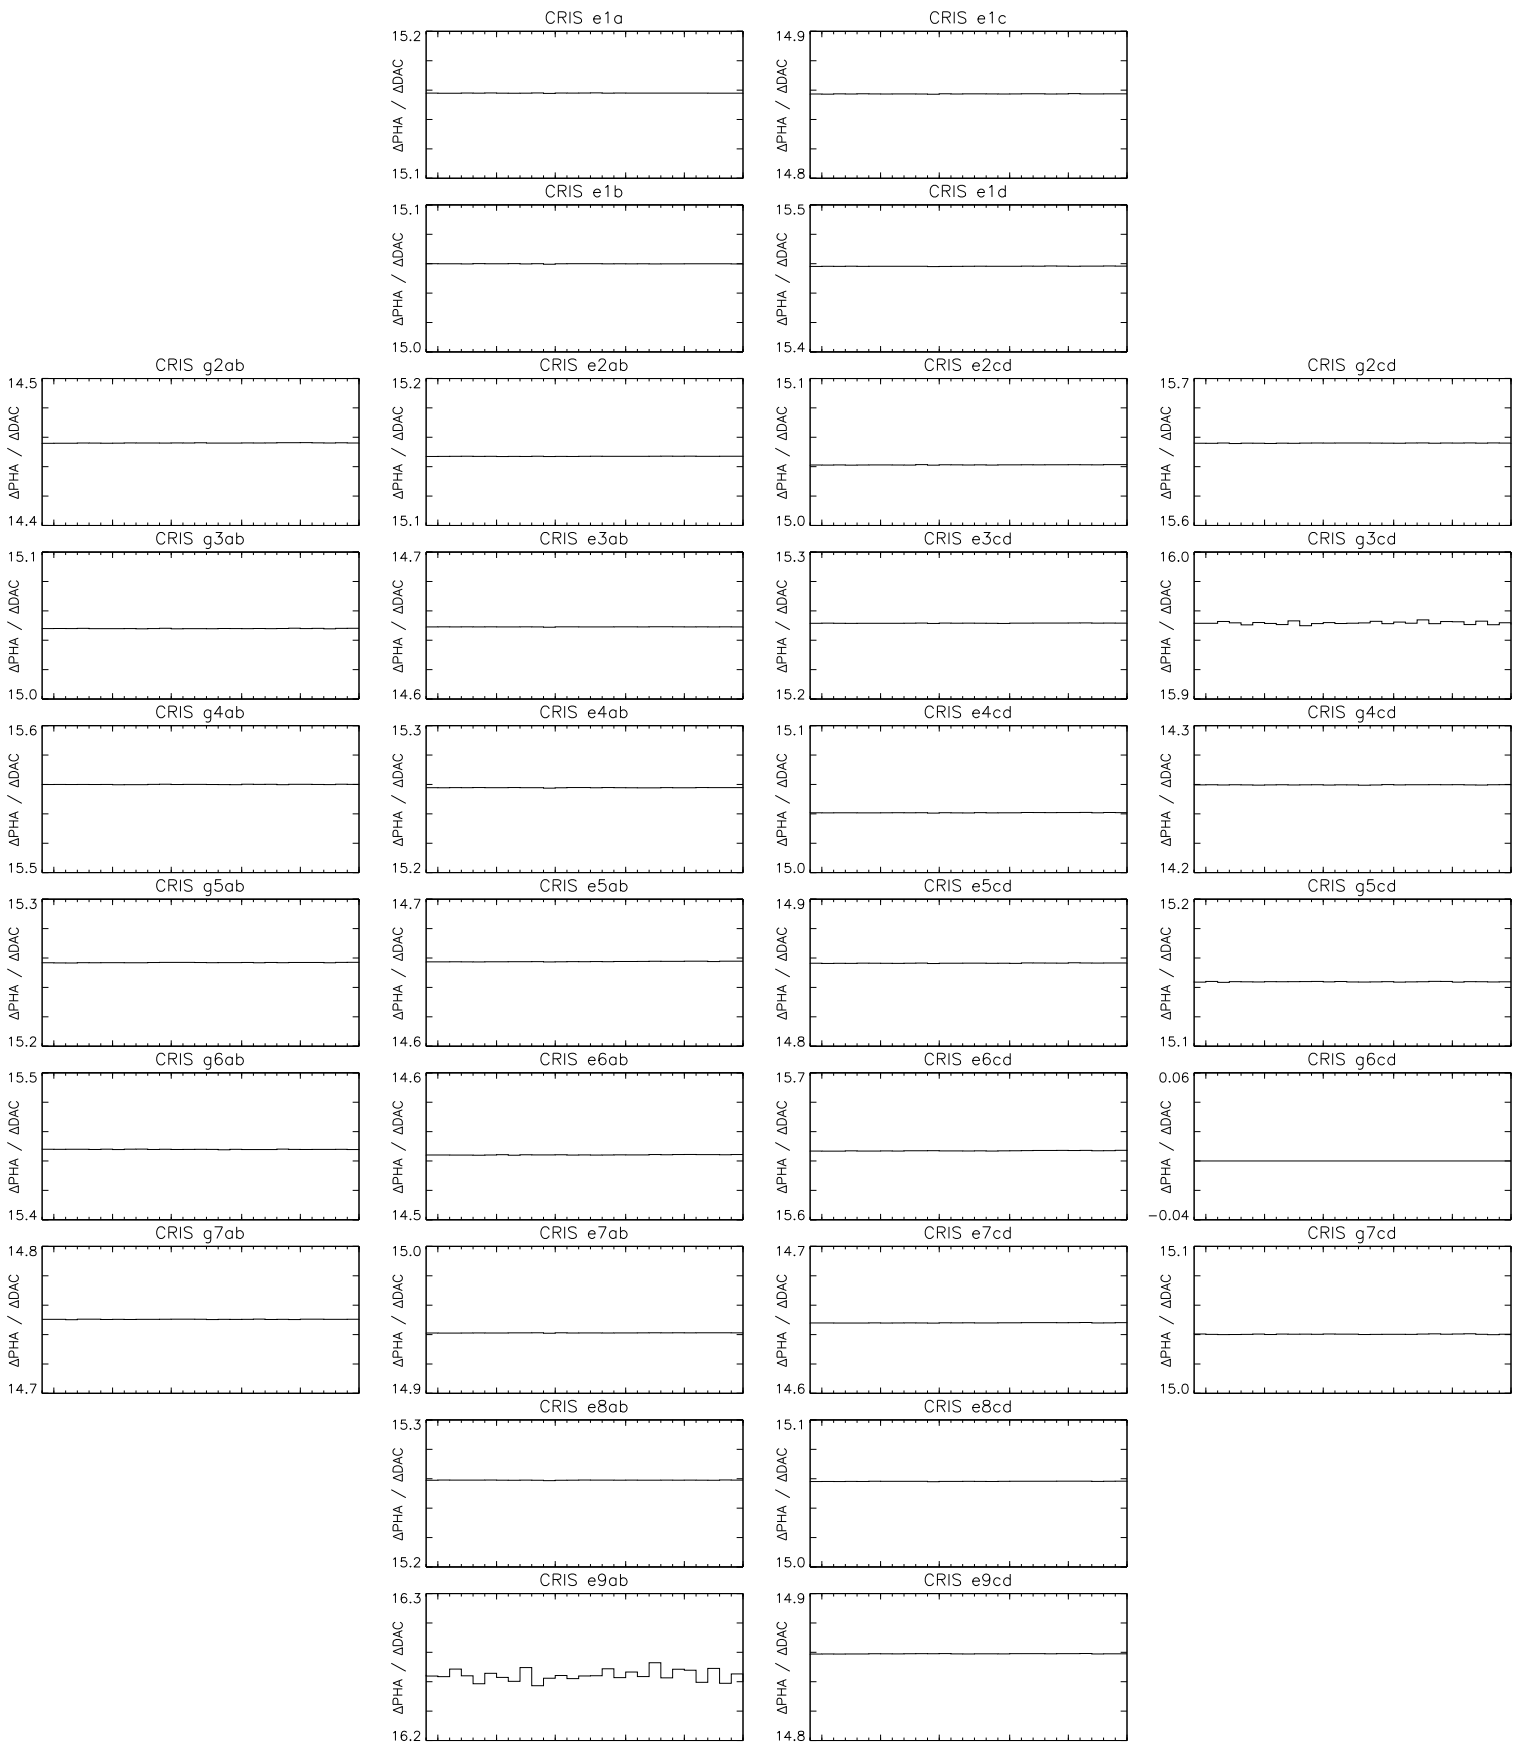 CRIS e1a
15.2
ΔPHA / ΔDAC
15.1
CRIS e1c
14.9
ΔPHA / ΔDAC
14.8
CRIS e1b
15.1
ΔPHA / ΔDAC
15.0
CRIS e1d
15.5
ΔPHA / ΔDAC
15.4
CRIS g2ab
14.5
ΔPHA / ΔDAC
14.4
CRIS e2ab
15.2
ΔPHA / ΔDAC
15.1
CRIS e2cd
15.1
ΔPHA / ΔDAC
15.0
CRIS g2cd
15.7
ΔPHA / ΔDAC
15.6
CRIS g3ab
15.1
ΔPHA / ΔDAC
15.0
CRIS e3ab
14.7
ΔPHA / ΔDAC
14.6
CRIS e3cd
15.3
ΔPHA / ΔDAC
15.2
CRIS g3cd
16.0
ΔPHA / ΔDAC
15.9
CRIS g4ab
15.6
ΔPHA / ΔDAC
15.5
CRIS e4ab
15.3
ΔPHA / ΔDAC
15.2
CRIS e4cd
15.1
ΔPHA / ΔDAC
15.0
CRIS g4cd
14.3
ΔPHA / ΔDAC
14.2
CRIS g5ab
15.3
ΔPHA / ΔDAC
15.2
CRIS e5ab
14.7
ΔPHA / ΔDAC
14.6
CRIS e5cd
14.9
ΔPHA / ΔDAC
14.8
CRIS g5cd
15.2
ΔPHA / ΔDAC
15.1
CRIS g6ab
15.5
ΔPHA / ΔDAC
15.4
CRIS e6ab
14.6
ΔPHA / ΔDAC
14.5
CRIS e6cd
15.7
ΔPHA / ΔDAC
15.6
CRIS g6cd
0.06
ΔPHA / ΔDAC
−0.04
CRIS g7ab
14.8
ΔPHA / ΔDAC
14.7
CRIS e7ab
15.0
ΔPHA / ΔDAC
14.9
CRIS e7cd
14.7
ΔPHA / ΔDAC
14.6
CRIS g7cd
15.1
ΔPHA / ΔDAC
15.0
CRIS e8ab
15.3
ΔPHA / ΔDAC
15.2
CRIS e8cd
15.1
ΔPHA / ΔDAC
15.0
CRIS e9ab
16.3
ΔPHA / ΔDAC
16.2
CRIS e9cd
14.9
ΔPHA / ΔDAC
14.8